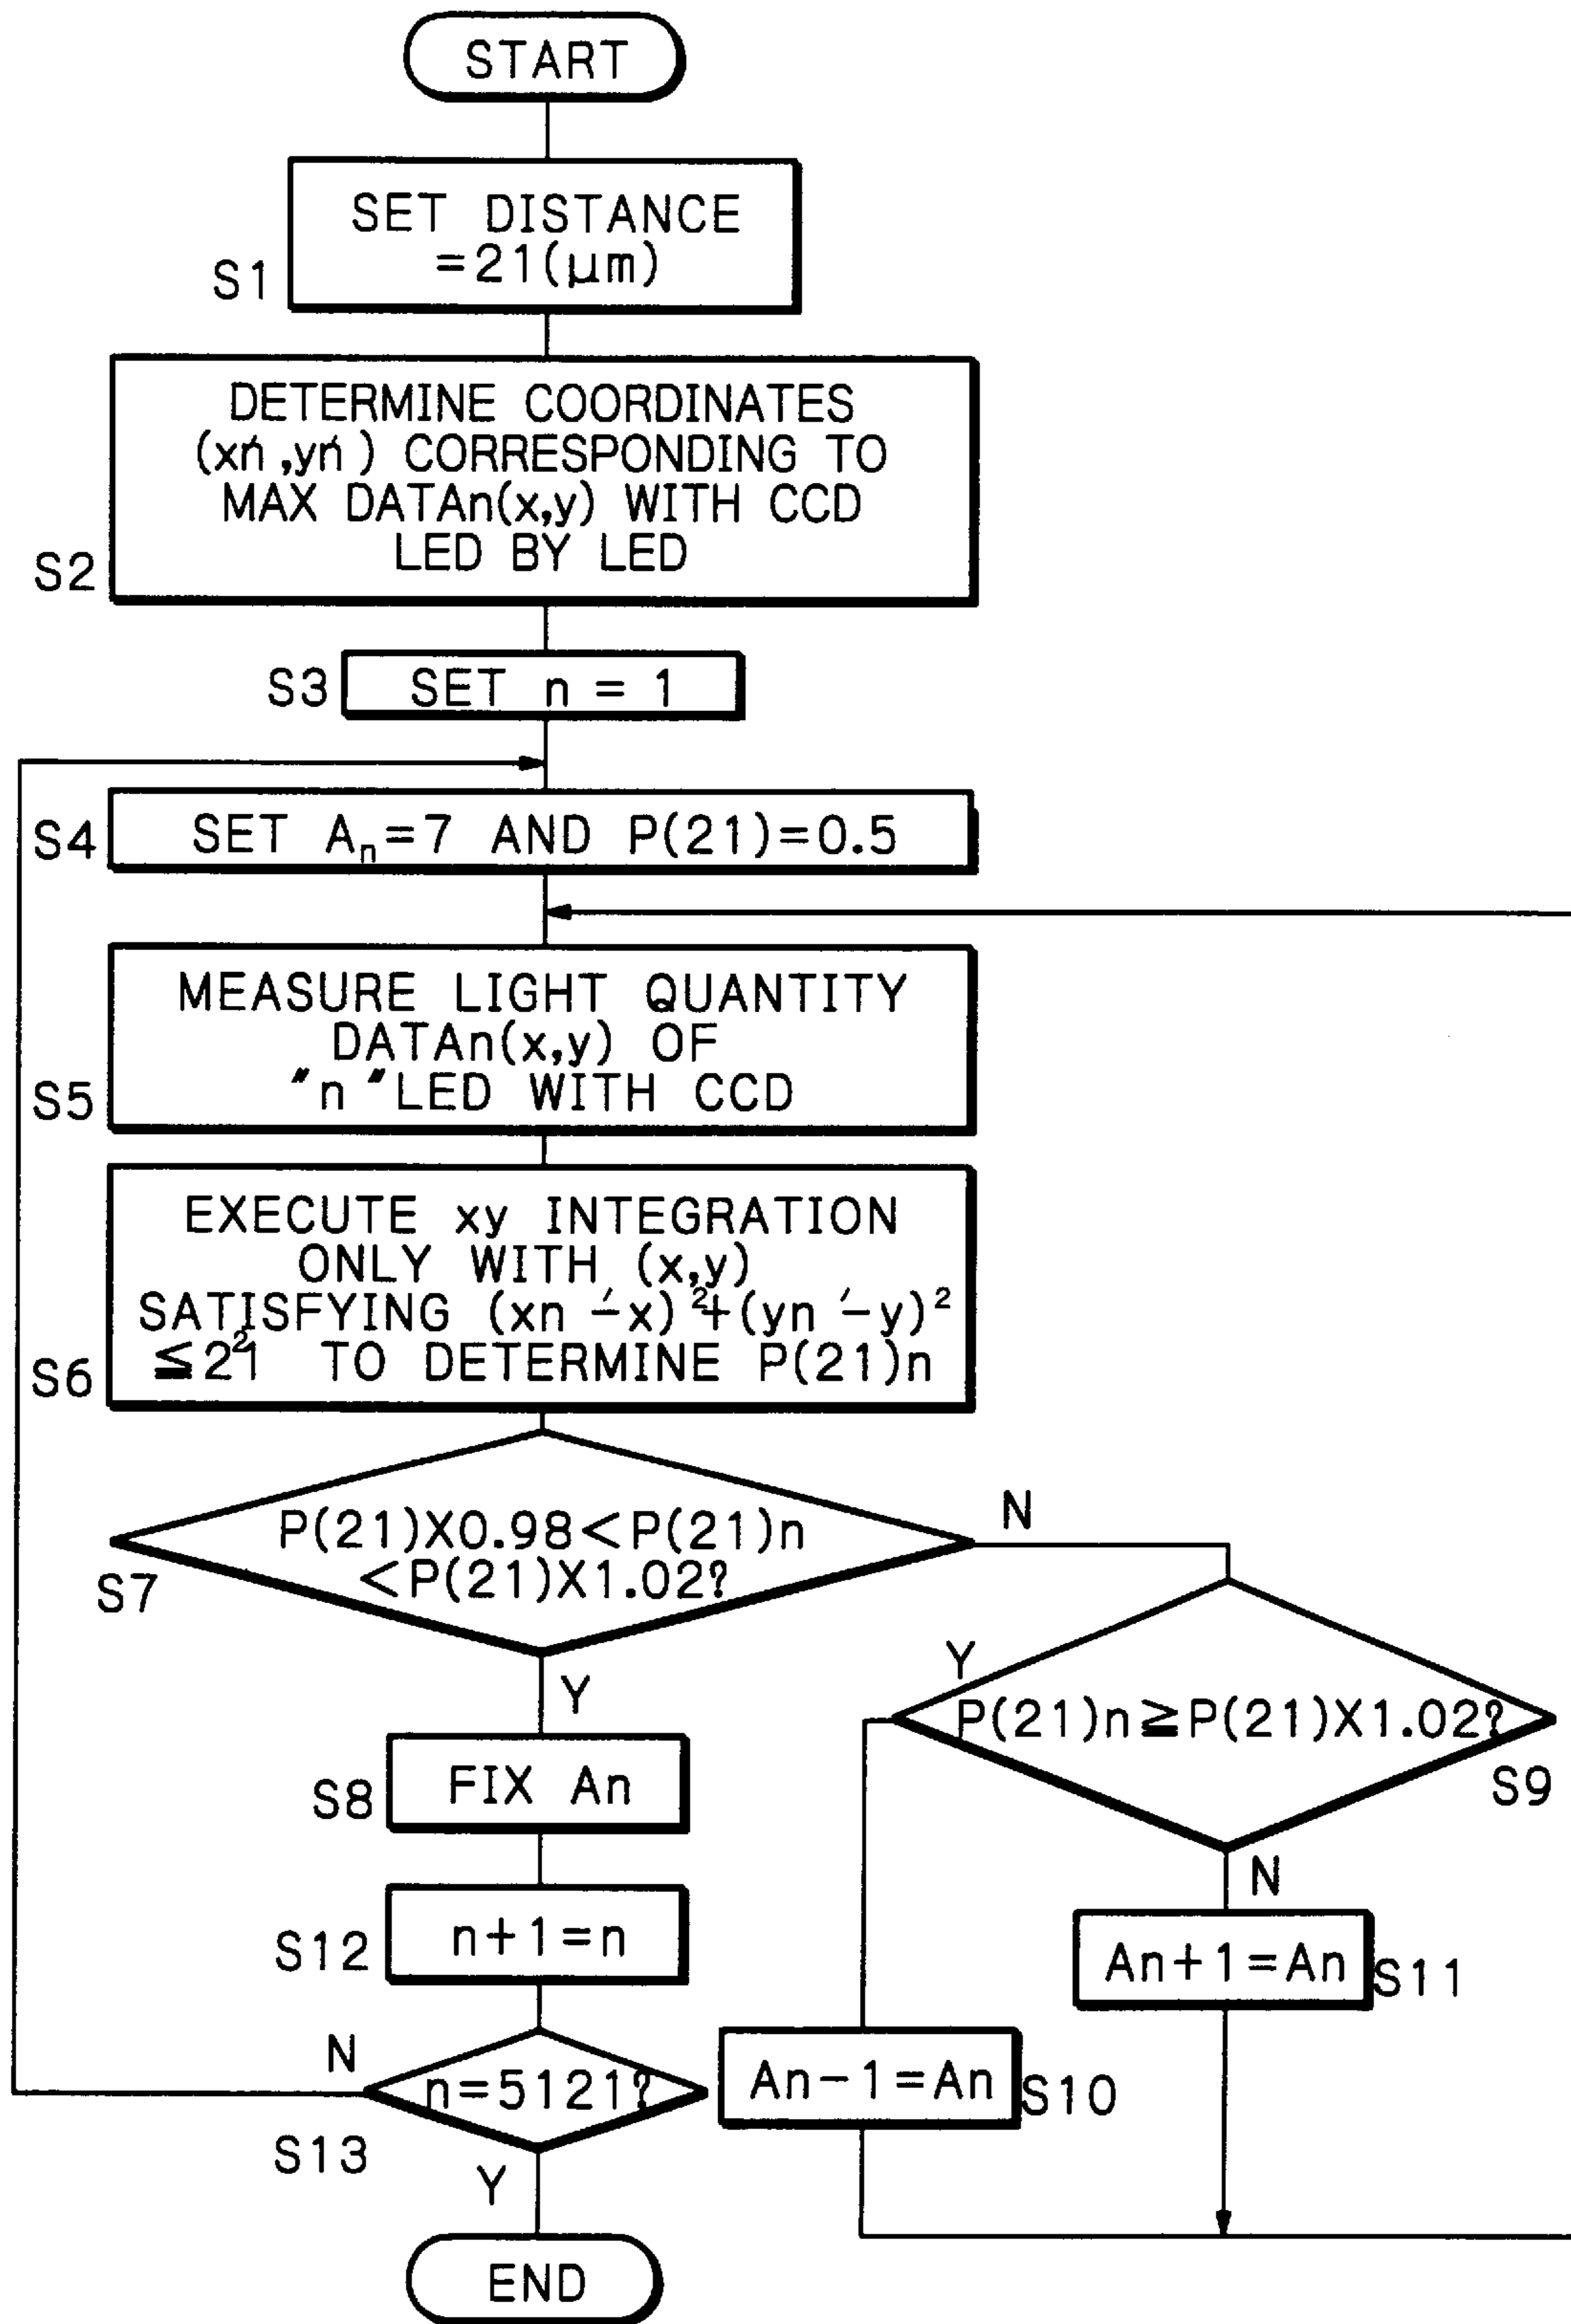 START
SET DISTANCE
=21(μm)
S1
DETERMINE COORDINATES
(xn′,yn′) CORRESPONDING TO
MAX DATAn(x,y) WITH CCD
LED BY LED
S2
S3
SET n = 1
S4
SET Aₙ=7 AND P(21)=0.5
MEASURE LIGHT QUANTITY
DATAn(x,y) OF
"n"LED WITH CCD
S5
EXECUTE xy INTEGRATION
ONLY WITH (x,y)
SATISFYING (xn′-x)²+(yn′-y)²
≦21² TO DETERMINE P(21)n
S6
P(21)X0.98<P(21)n
<P(21)X1.02?
S7
N
Y
P(21)n≧P(21)X1.02?
S9
Y
N
S8
FIX An
S12
n+1=n
An+1=An
S11
An-1=An
S10
N
n=5121?
S13
Y
END